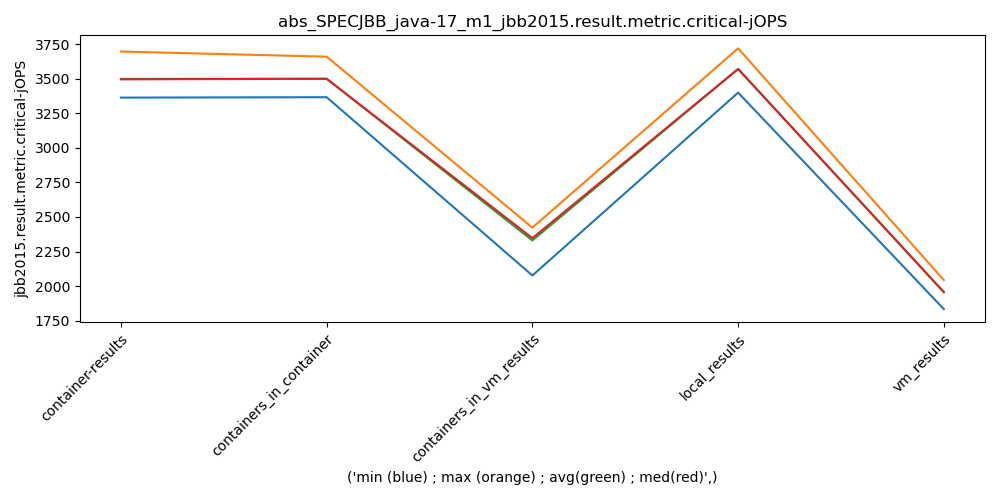 abs_SPECJBB_java-17_m1_jbb2015.result.metric.critical-jOPS
jbb2015.result.metric.critical-jOPS
3750
3500
3250
3000
2750
2500
2250
2000
1750
container-results
containers_in_container
containers_in_vm_results
local_results
vm_results
('min (blue) ; max (orange) ; avg(green) ; med(red)',)